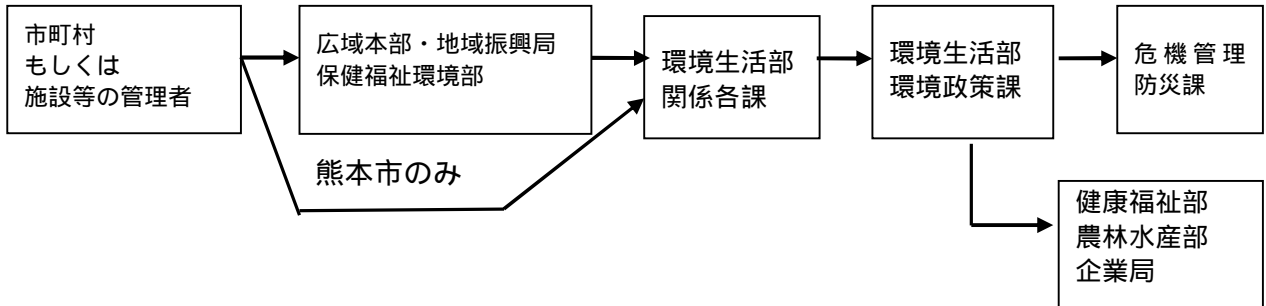 市町村
もしくは
施設等の管理者
広域本部・地域振興局
保健福祉環境部
熊本市のみ
環境生活部
関係各課
環境生活部
環境政策課
危機管理
防災課
健康福祉部
農林水産部
企業局